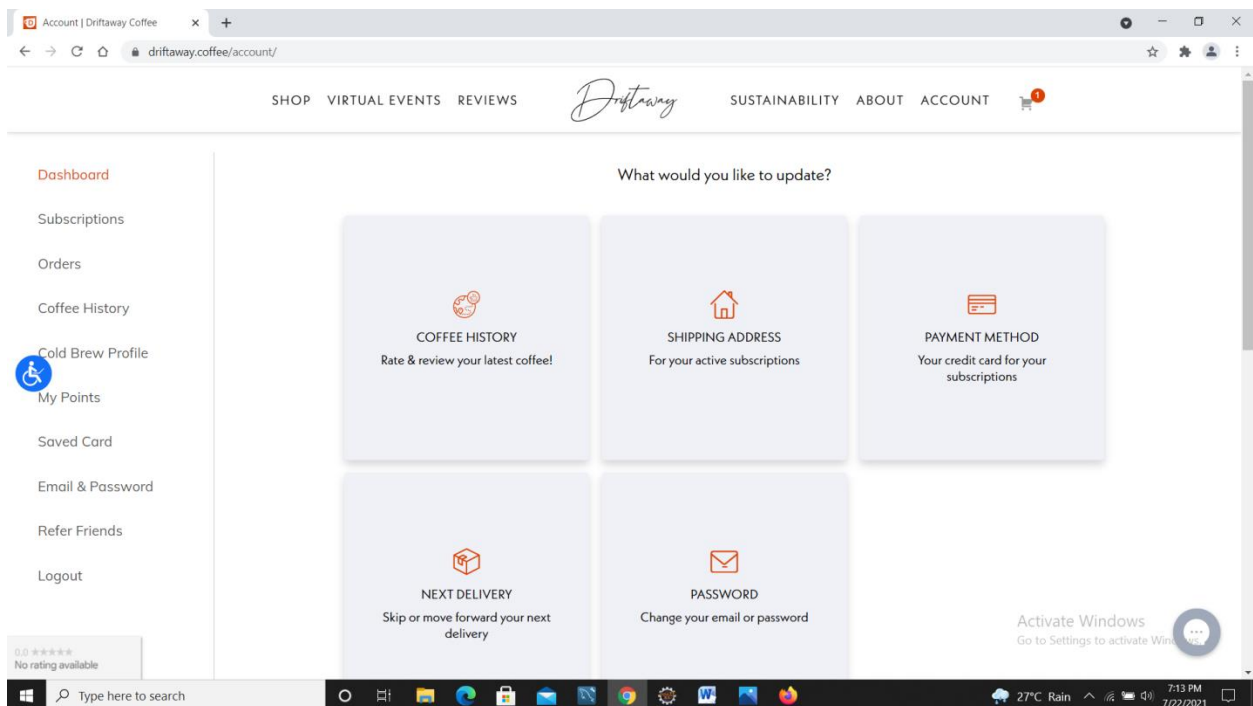 Account | Driftaway Coffee
driftaway.coffee/account/
SHOP VIRTUAL EVENTS REVIEWS Driftaway SUSTAINABILITY ABOUT ACCOUNT 1
Dashboard
Subscriptions
Orders
Coffee History
Cold Brew Profile
My Points
Saved Card
Email & Password
Refer Friends
Logout
What would you like to update?
COFFEE HISTORY
Rate & review your latest coffee!
SHIPPING ADDRESS
For your active subscriptions
PAYMENT METHOD
Your credit card for your
subscriptions
NEXT DELIVERY
Skip or move forward your next
delivery
PASSWORD
Change your email or password
0.0 ★★★★★
No rating available
Activate Windows
Go to Settings to activate Windows.
Type here to search
27°C Rain
7:13 PM
7/22/2021